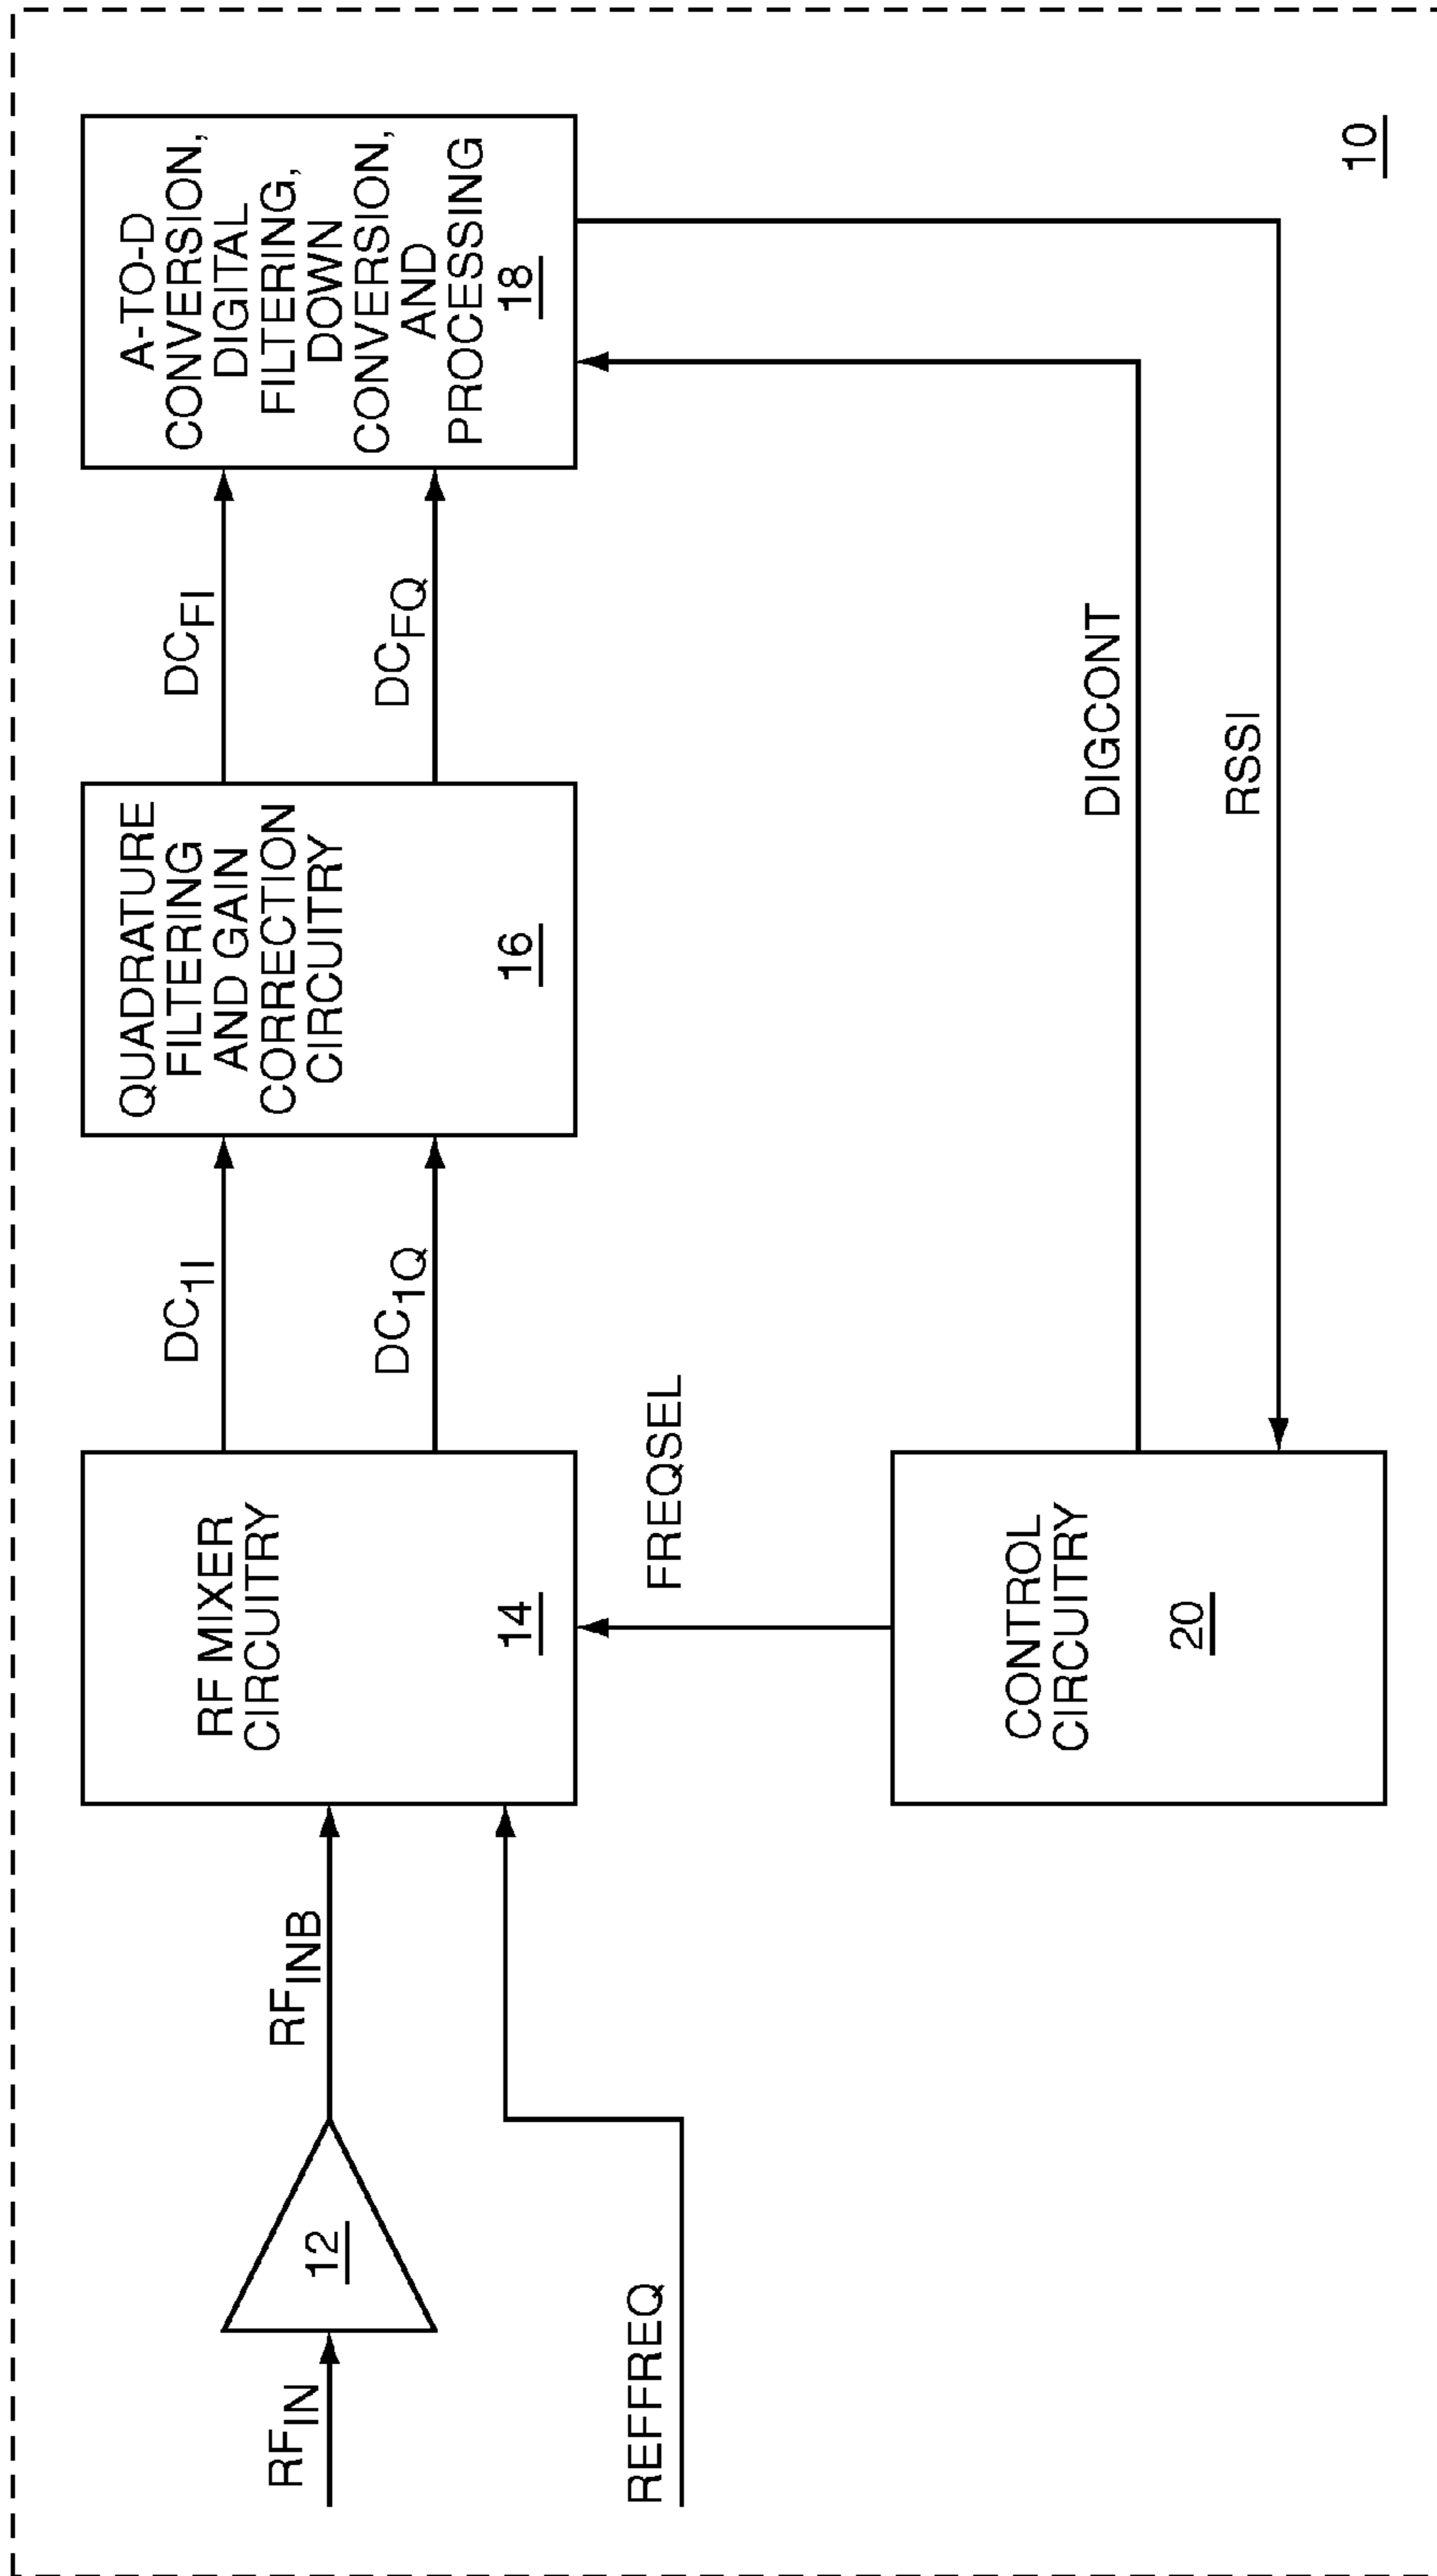 RFIN
12
RFINB
REFFREQ
RF MIXER
CIRCUITRY
14
DC1I
DC1Q
QUADRATURE
FILTERING
AND GAIN
CORRECTION
CIRCUITRY
16
DCFI
DCFQ
A-TO-D
CONVERSION,
DIGITAL
FILTERING,
DOWN
CONVERSION,
AND
PROCESSING
18
FREQSEL
CONTROL
CIRCUITRY
20
DIGCONT
RSSI
10